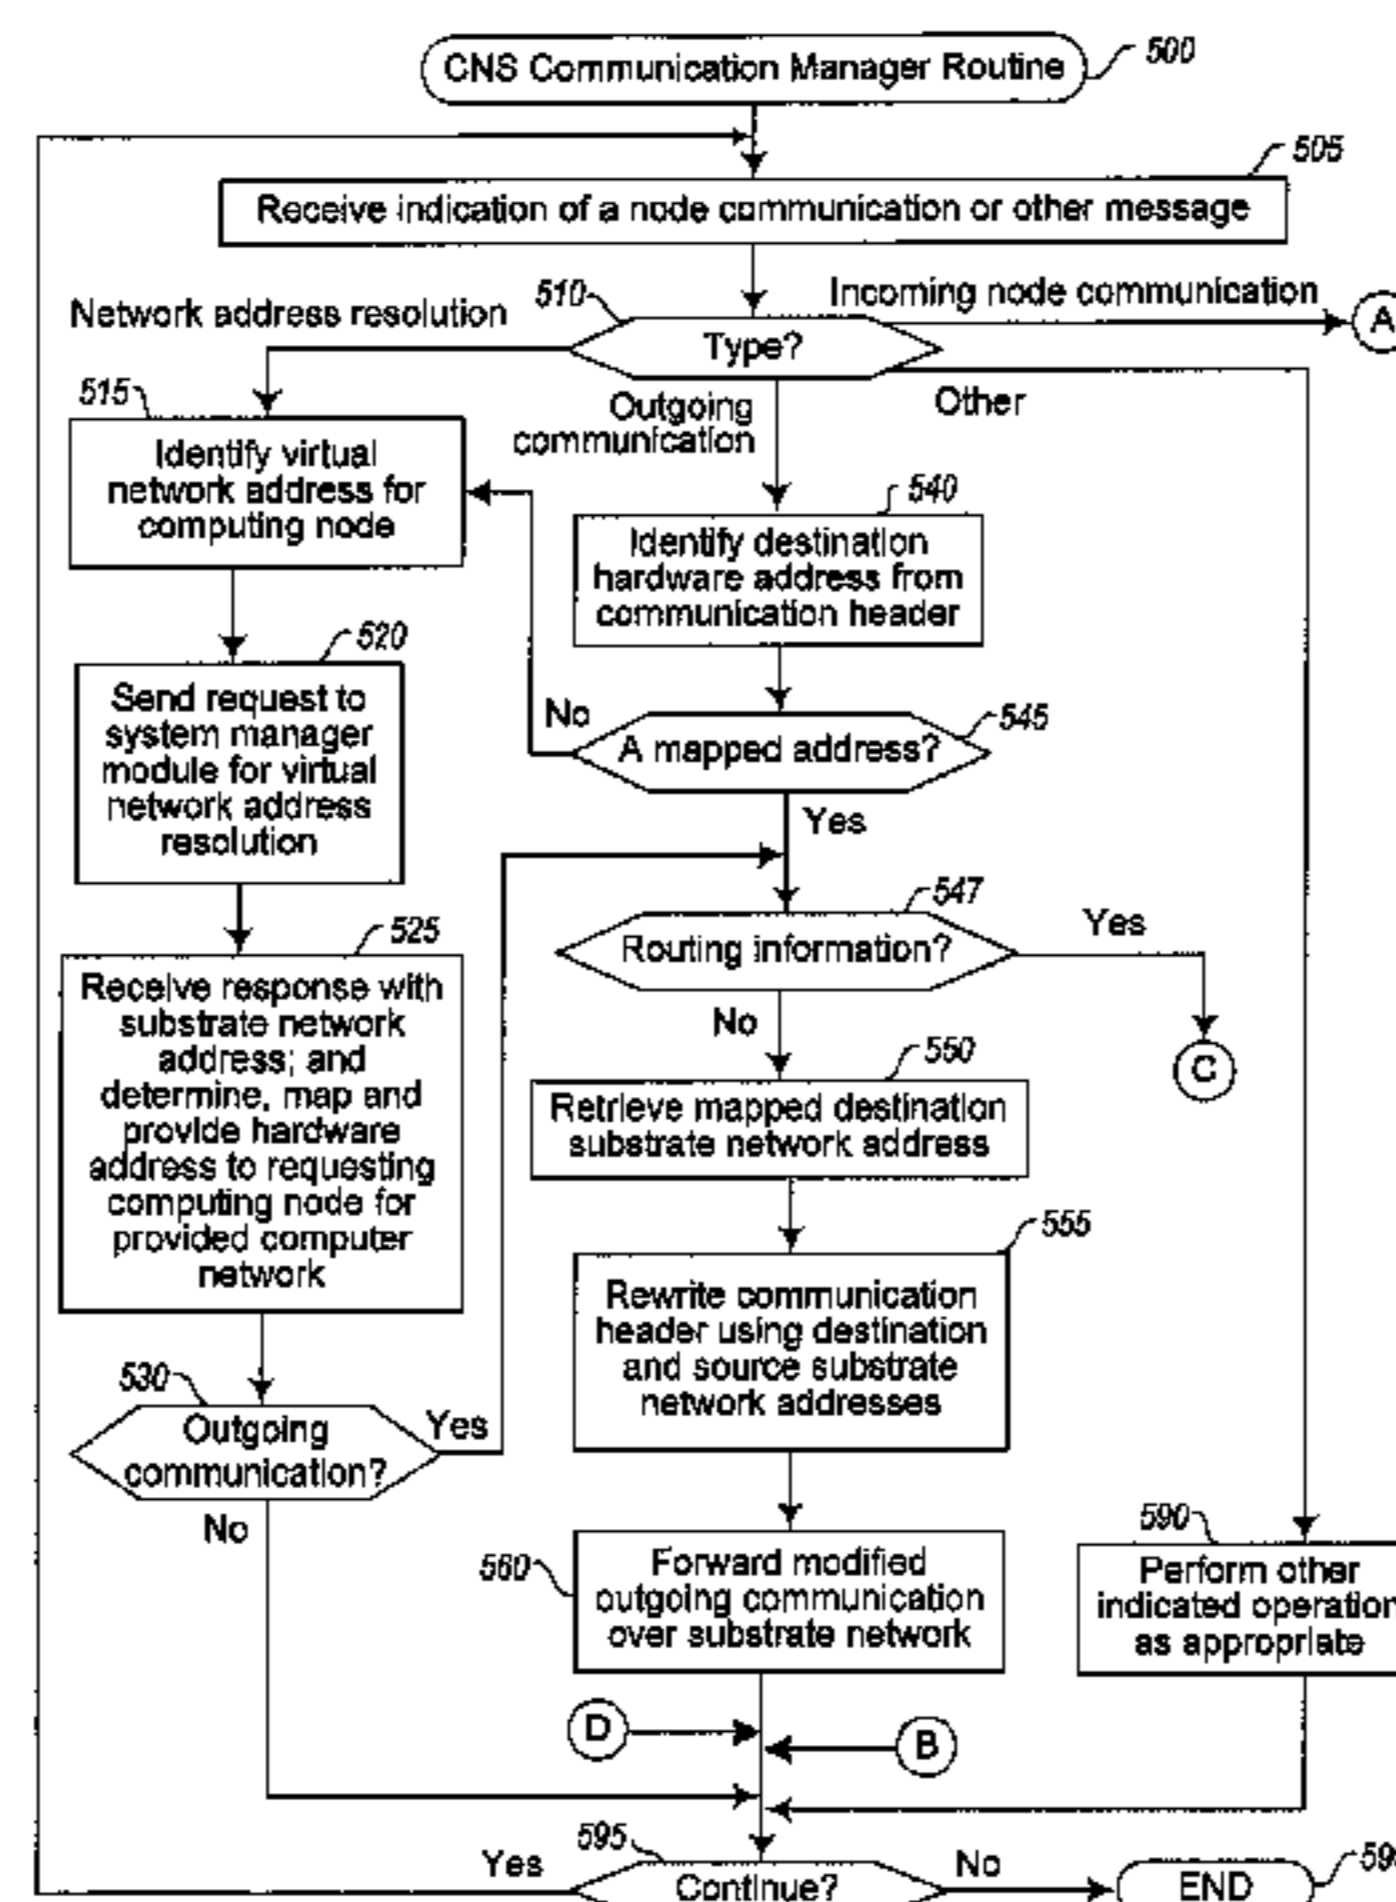 CNS Communication Manager Routine
500
505
Receive indication of a node communication or other message
Network address resolution
510
Incoming node communication
Type?
A
515
Outgoing
communication
Other
Identify virtual
network address for
computing node
540
Identify destination
hardware address from
communication header
520
Send request to
system manager
module for virtual
network address
resolution
No
545
A mapped address?
Yes
547
Routing information?
Yes
No
C
525
Receive response with
substrate network
address; and
determine, map and
provide hardware
address to requesting
computing node for
provided computer
network
550
Retrieve mapped destination
substrate network address
555
Rewrite communication
header using destination
and source substrate
network addresses
530
Outgoing
communication?
Yes
No
560
Forward modified
outgoing communication
over substrate network
590
Perform other
indicated operation
as appropriate
D
B
595
Yes
Continue?
No
END